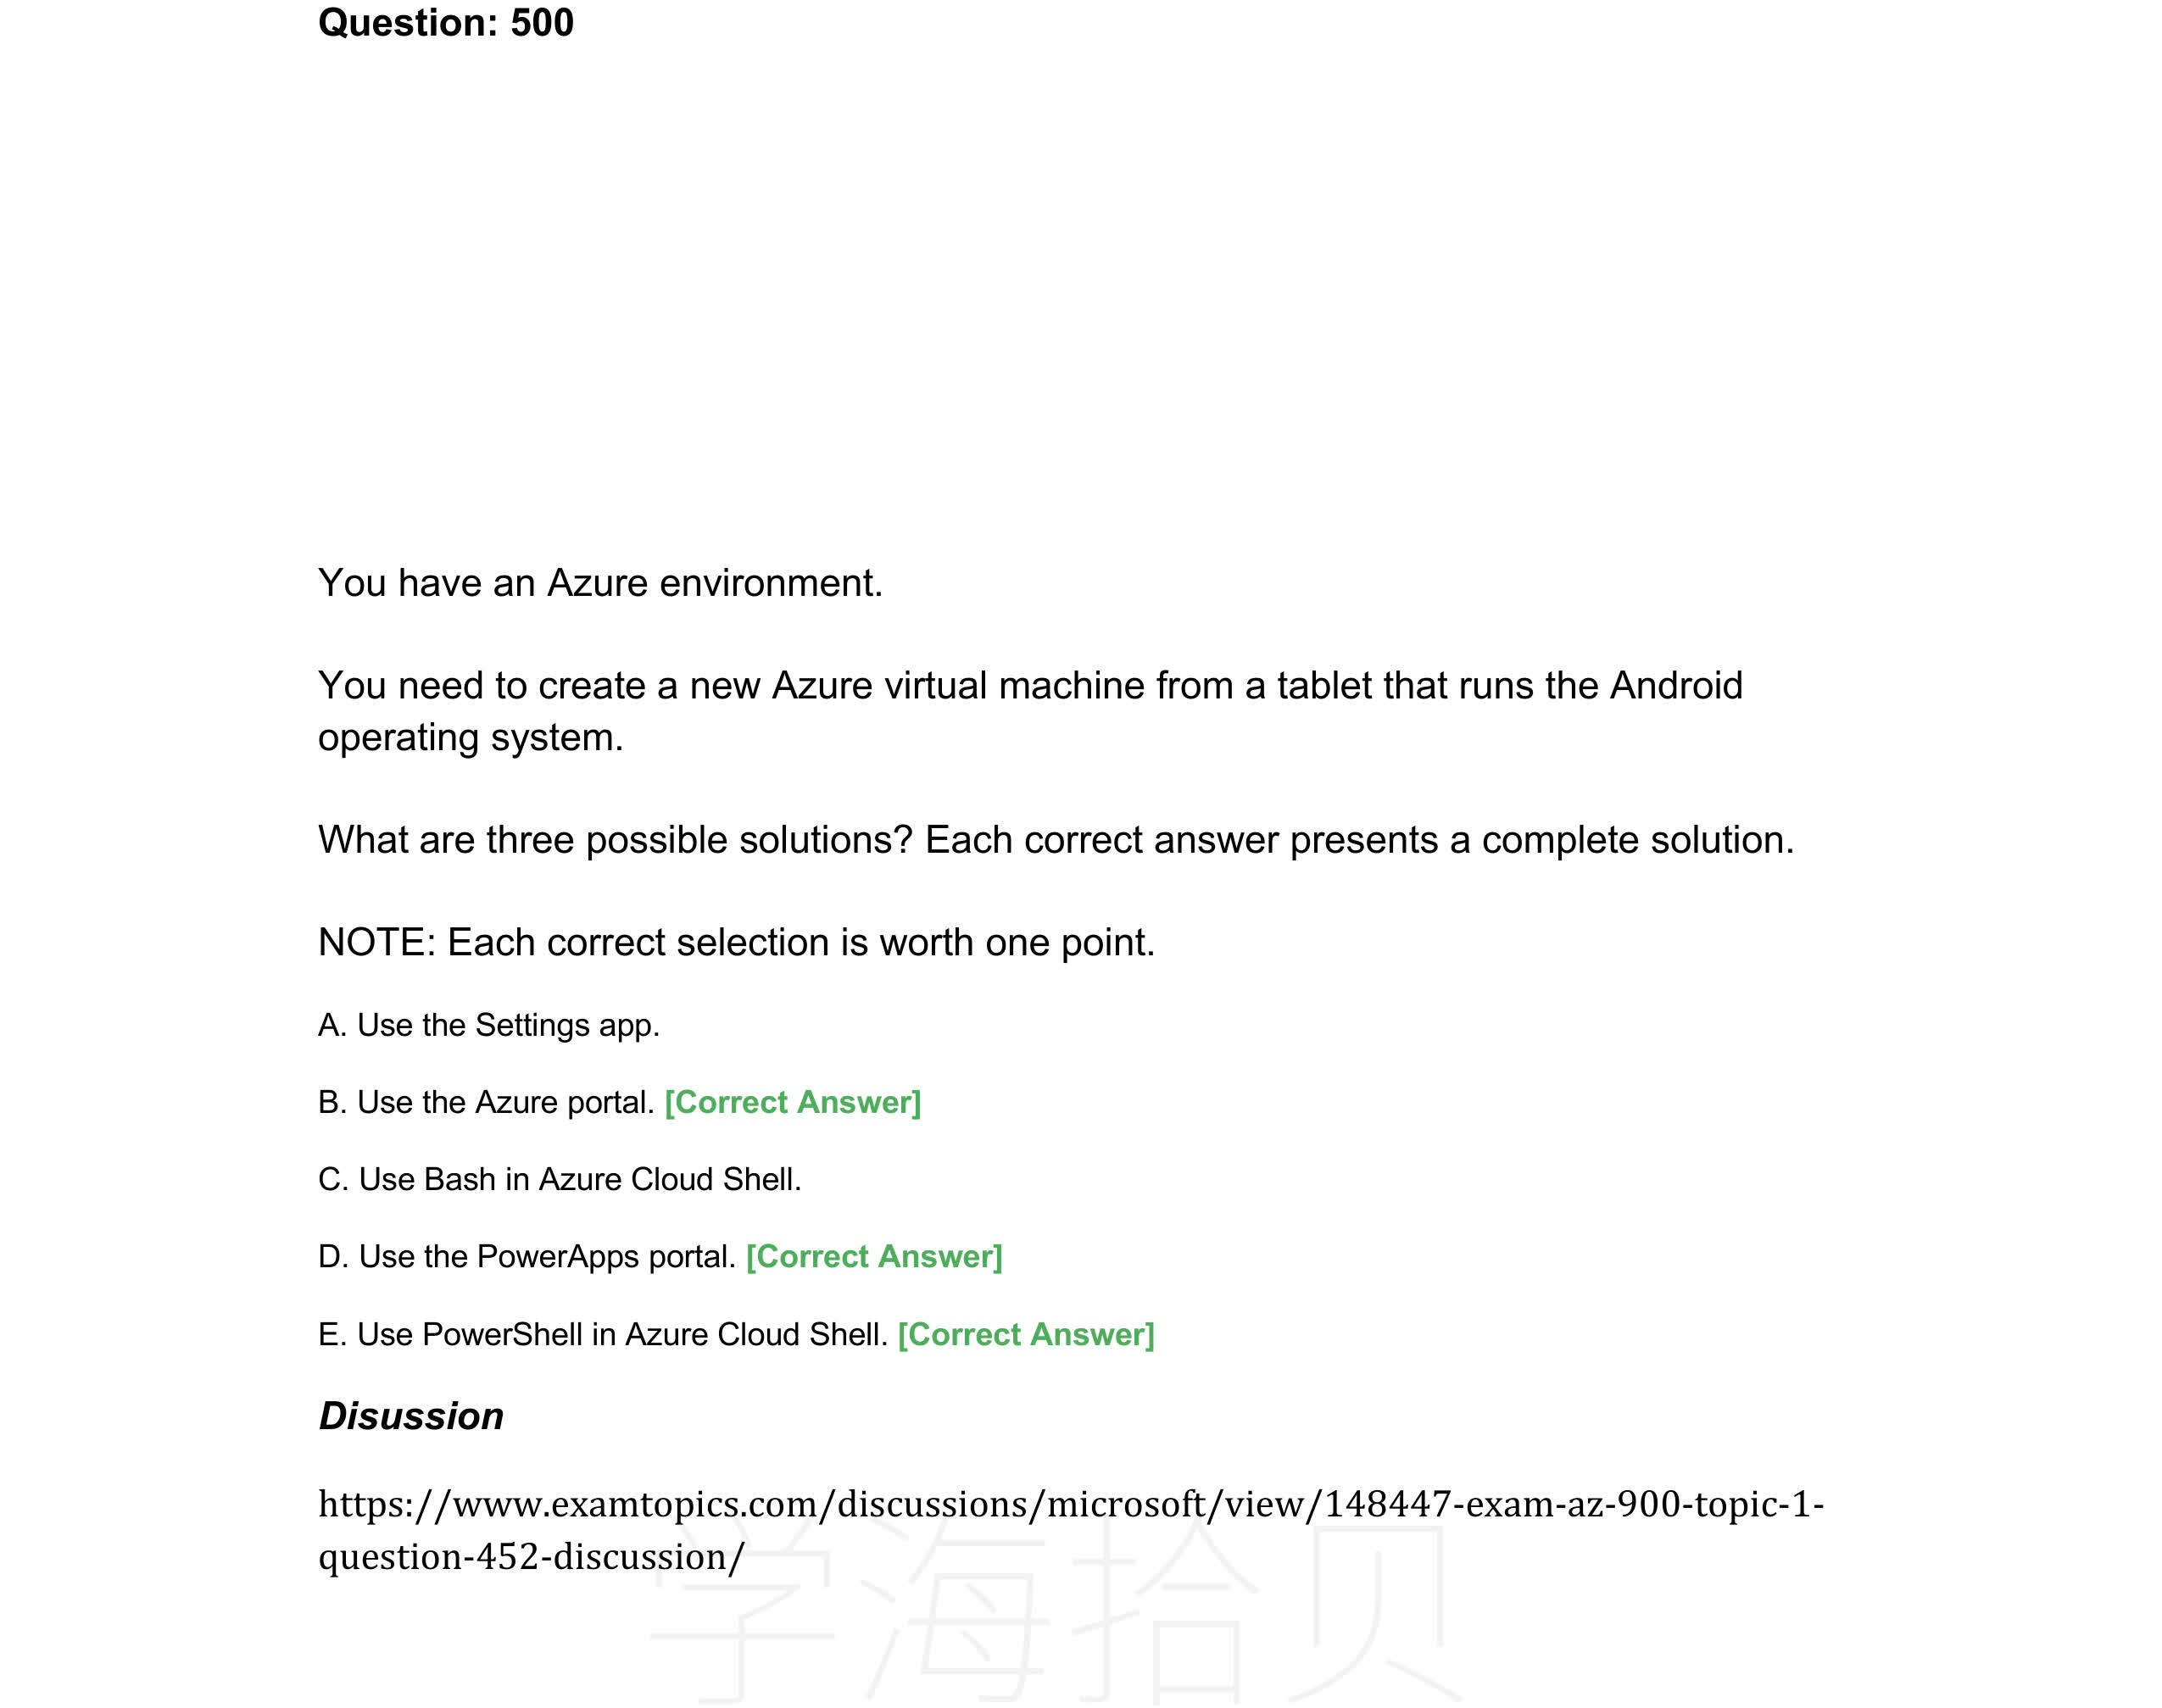 Question: 500
You have an Azure environment.
You need to create a new Azure virtual machine from a tablet that runs the Android
operating system.
What are three possible solutions? Each correct answer presents a complete solution.
NOTE: Each correct selection is worth one point.
A. Use the Settings app.
B. Use the Azure portal. [Correct Answer]
C. Use Bash in Azure Cloud Shell.
D. Use the PowerApps portal. [Correct Answer]
E. Use PowerShell in Azure Cloud Shell. [Correct Answer]
Disussion
https://www.examtopics.com/discussions/microsoft/view/148447-exam-az-900-topic-1-
question-452-discussion/
学海拾贝